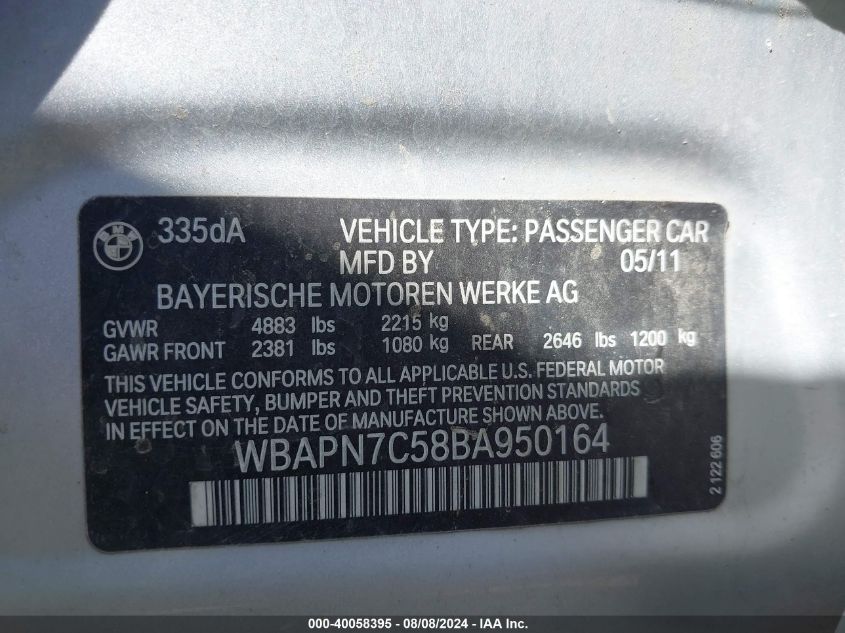 BMW
335dA VEHICLE TYPE: PASSENGER CAR
MFD BY 05/11
BAYERISCHE MOTOREN WERKE AG
GVWR 4883 lbs 2215 kg
GAWR FRONT 2381 lbs 1080 kg REAR 2646 lbs 1200 kg
THIS VEHICLE CONFORMS TO ALL APPLICABLE U.S. FEDERAL MOTOR
VEHICLE SAFETY, BUMPER AND THEFT PREVENTION STANDARDS
IN EFFECT ON THE DATE OF MANUFACTURE SHOWN ABOVE.
WBAPN7C58BA950164
2 122 606
000-40058395 - 08/08/2024 - IAAI.com